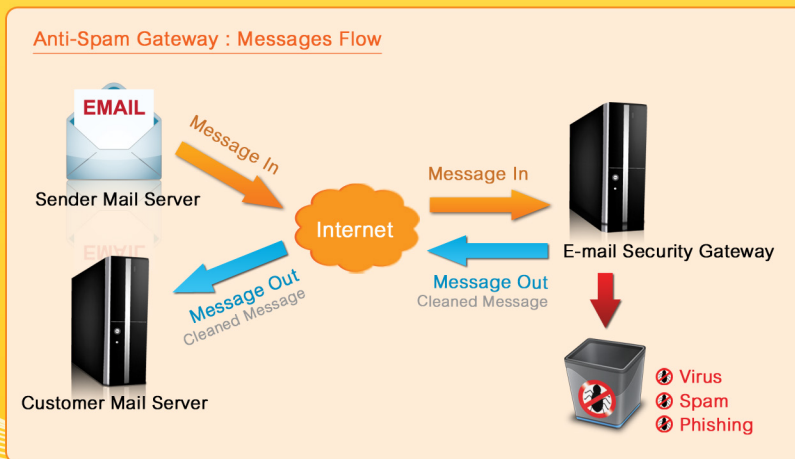 Anti-Spam Gateway : Messages Flow
EMAIL
Message In
Sender Mail Server
Internet
Message In
E-mail Security Gateway
Message Out
Cleaned Message
Message Out
Cleaned Message
EMAIL
Customer Mail Server
Virus
Spam
Phishing